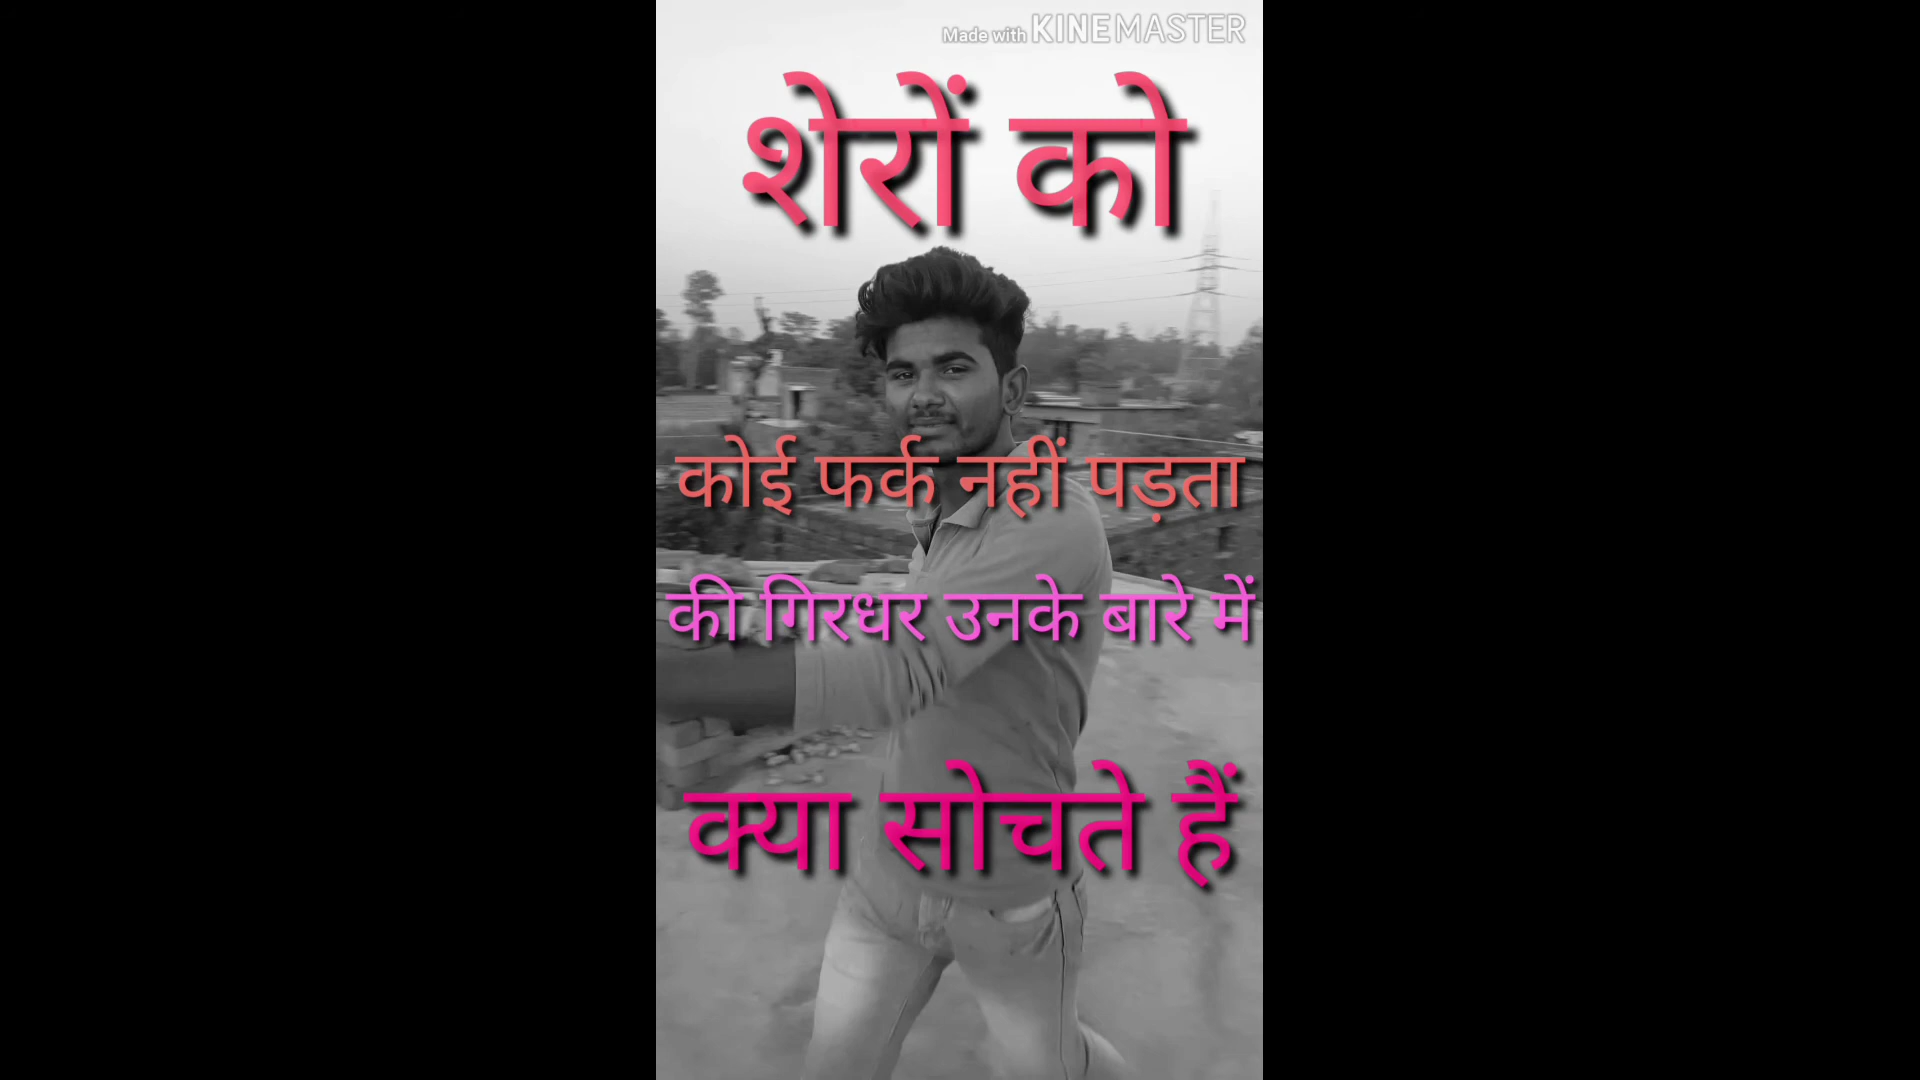 Made with KINEMASTER
शेरों को
कोई फर्क नहीं पड़ता
की गिरधर उनके बारे में
क्या सोचते हैं